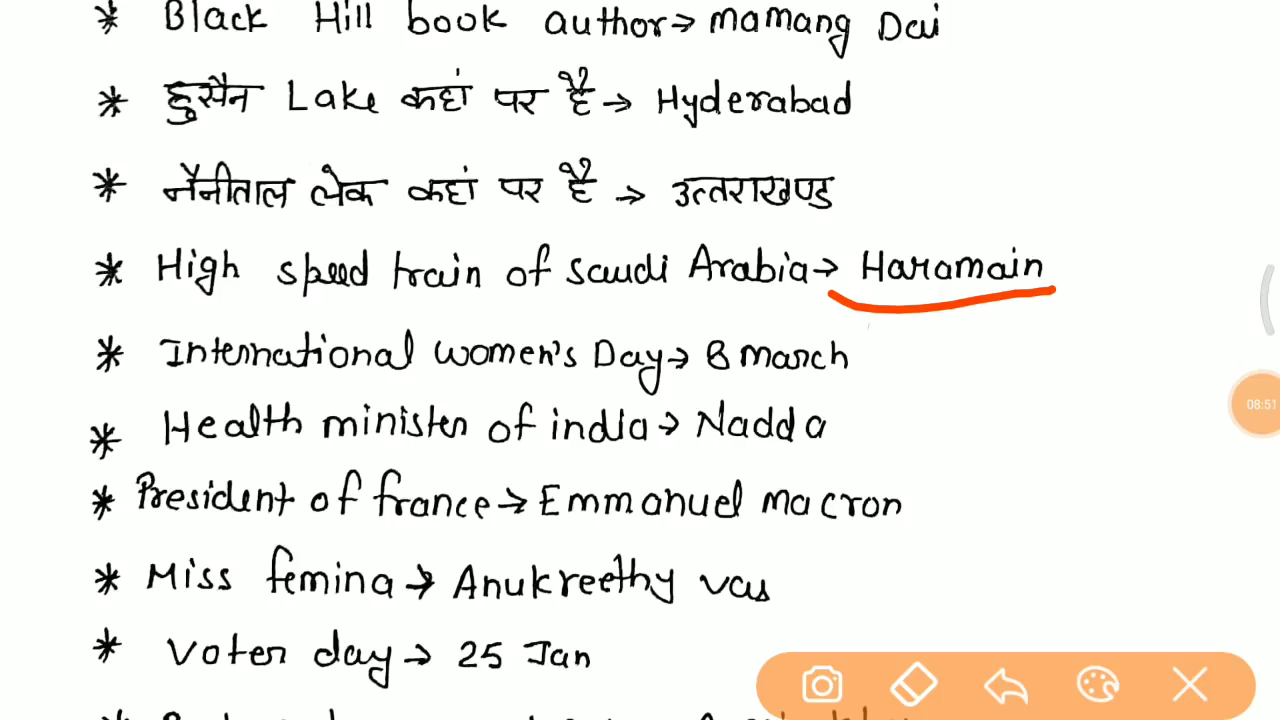 * Black Hill book author→ mamang Dai
* हुसैन Lake कहां पर है → Hyderabad
* नैनीताल लेक कहां पर है → उत्तराखण्ड
* High speed train of saudi Arabia→ Haramain
* International women's Day→ 8 march
* Health minister of india→ Nadda
* President of france→ Emmanuel macron
* Miss femina → Anukreethy vas
* Voter day → 25 Jan
08:51